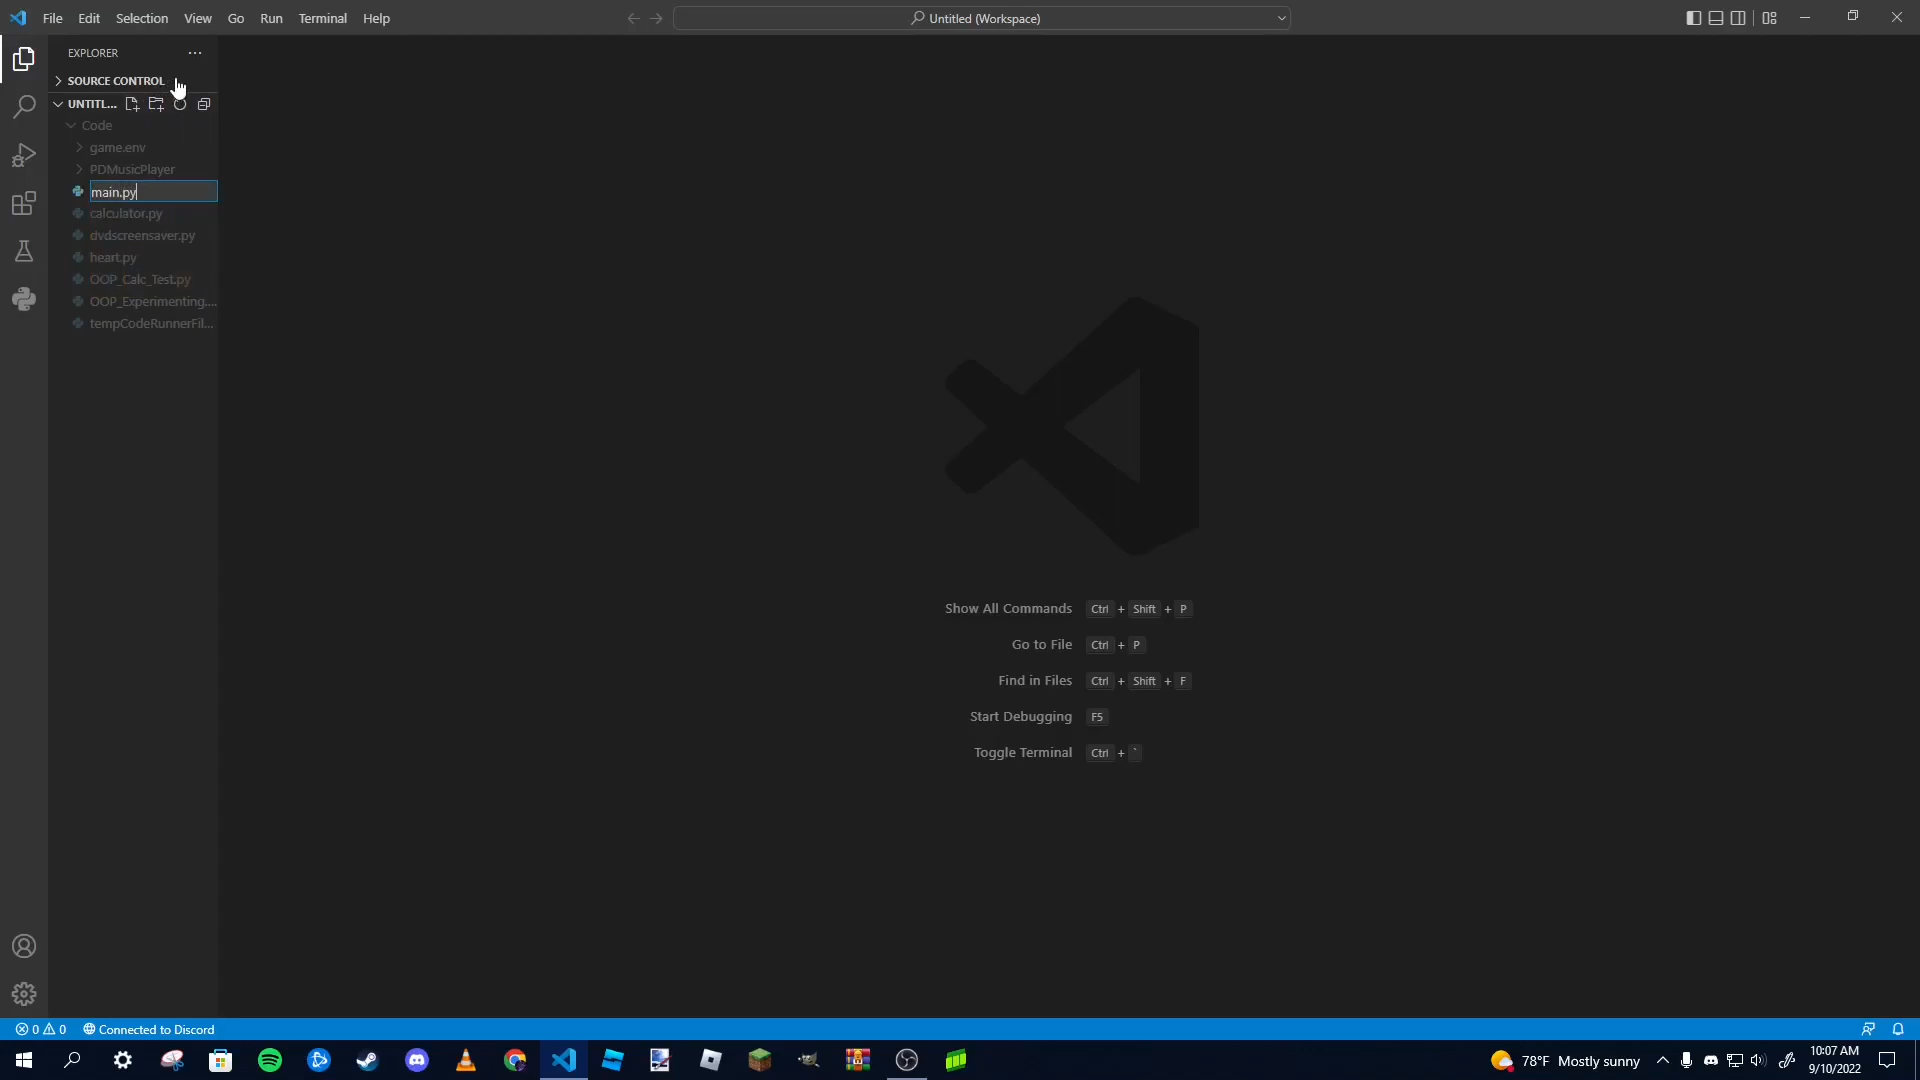 File Edit Selection View Go Run Terminal Help
Untitled (Workspace)
EXPLORER
SOURCE CONTROL
UNTITL...
Code
game.env
PDMusicPlayer
main.py
calculator.py
dvdscreensaver.py
heart.py
OOP_Calc_Test.py
OOP_Experimenting....
tempCodeRunnerFil...
Show All Commands Ctrl + Shift + P
Go to File Ctrl + P
Find in Files Ctrl + Shift + F
Start Debugging F5
Toggle Terminal Ctrl + `
0 0 Connected to Discord
78°F Mostly sunny
10:07 AM
9/10/2022